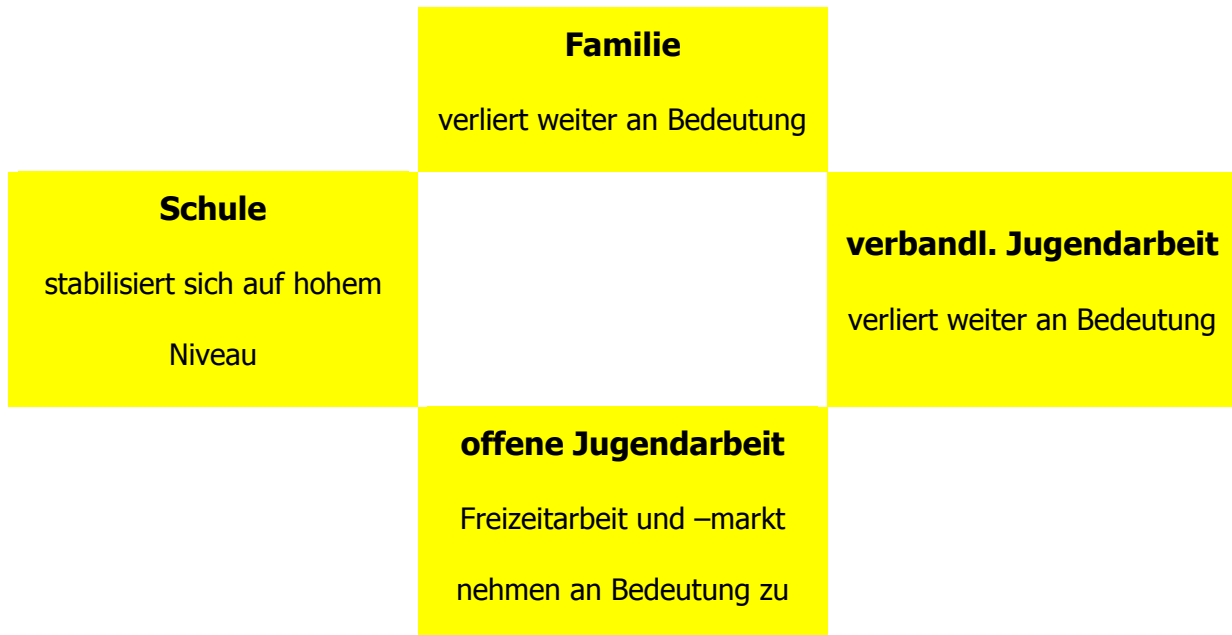 Familie
verliert weiter an Bedeutung
Schule
stabilisiert sich auf hohem
Niveau
verbandl. Jugendarbeit
verliert weiter an Bedeutung
offene Jugendarbeit
Freizeitarbeit und –markt
nehmen an Bedeutung zu